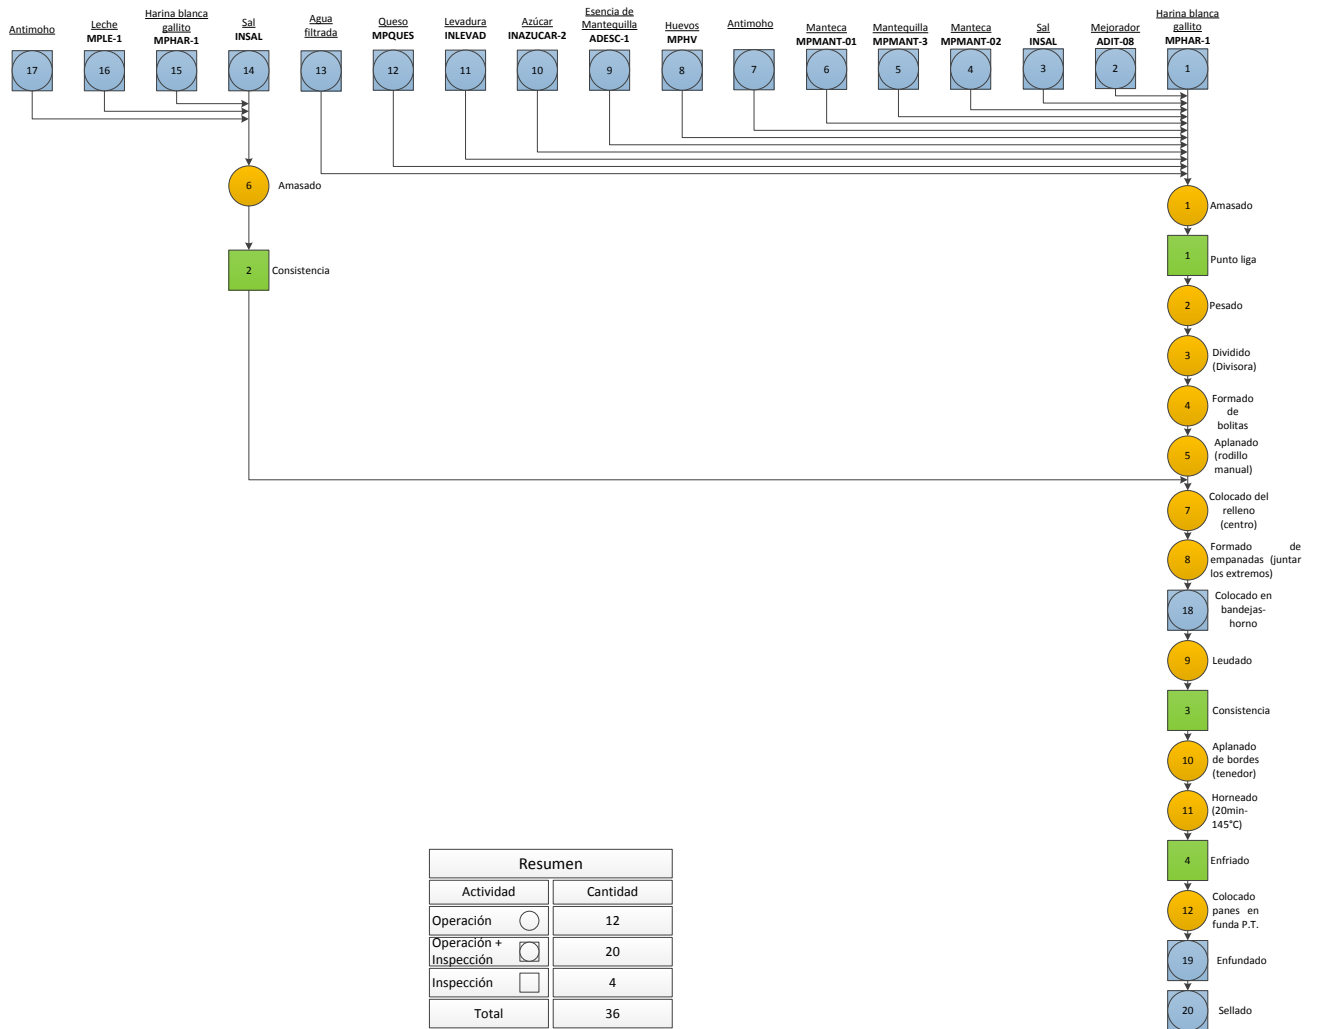 Antimoho
17
Leche
MPLE-1
16
Harina blanca
gallito
MPHAR-1
15
Sal
INSAL
14
Agua
filtrada
13
Queso
MPQUES
12
Levadura
INLEVAD
11
Azúcar
INAZUCAR-2
10
Esencia de
Mantequilla
ADESC-1
9
Huevos
MPHV
8
Antimoho
7
Manteca
MPMANT-01
6
Mantequilla
MPMANT-3
5
Manteca
MPMANT-02
4
Sal
INSAL
3
Mejorador
ADIT-08
2
Harina blanca
gallito
MPHAR-1
1
6
Amasado
2
Consistencia
1
Amasado
1
Punto liga
2
Pesado
3
Dividido
(Divisora)
4
Formado
de
bolitas
5
Aplanado
(rodillo
manual)
7
Colocado del
relleno
(centro)
8
Formado de
empanadas (juntar
los extremos)
18
Colocado en
bandejas-
horno
9
Leudado
3
Consistencia
10
Aplanado
de bordes
(tenedor)
11
Horneado
(20min-
145°C)
4
Enfriado
12
Colocado
panes en
funda P.T.
19
Enfundado
20
Sellado
Resumen
Actividad Cantidad
Operación 12
Operación +
Inspección 20
Inspección 4
Total 36